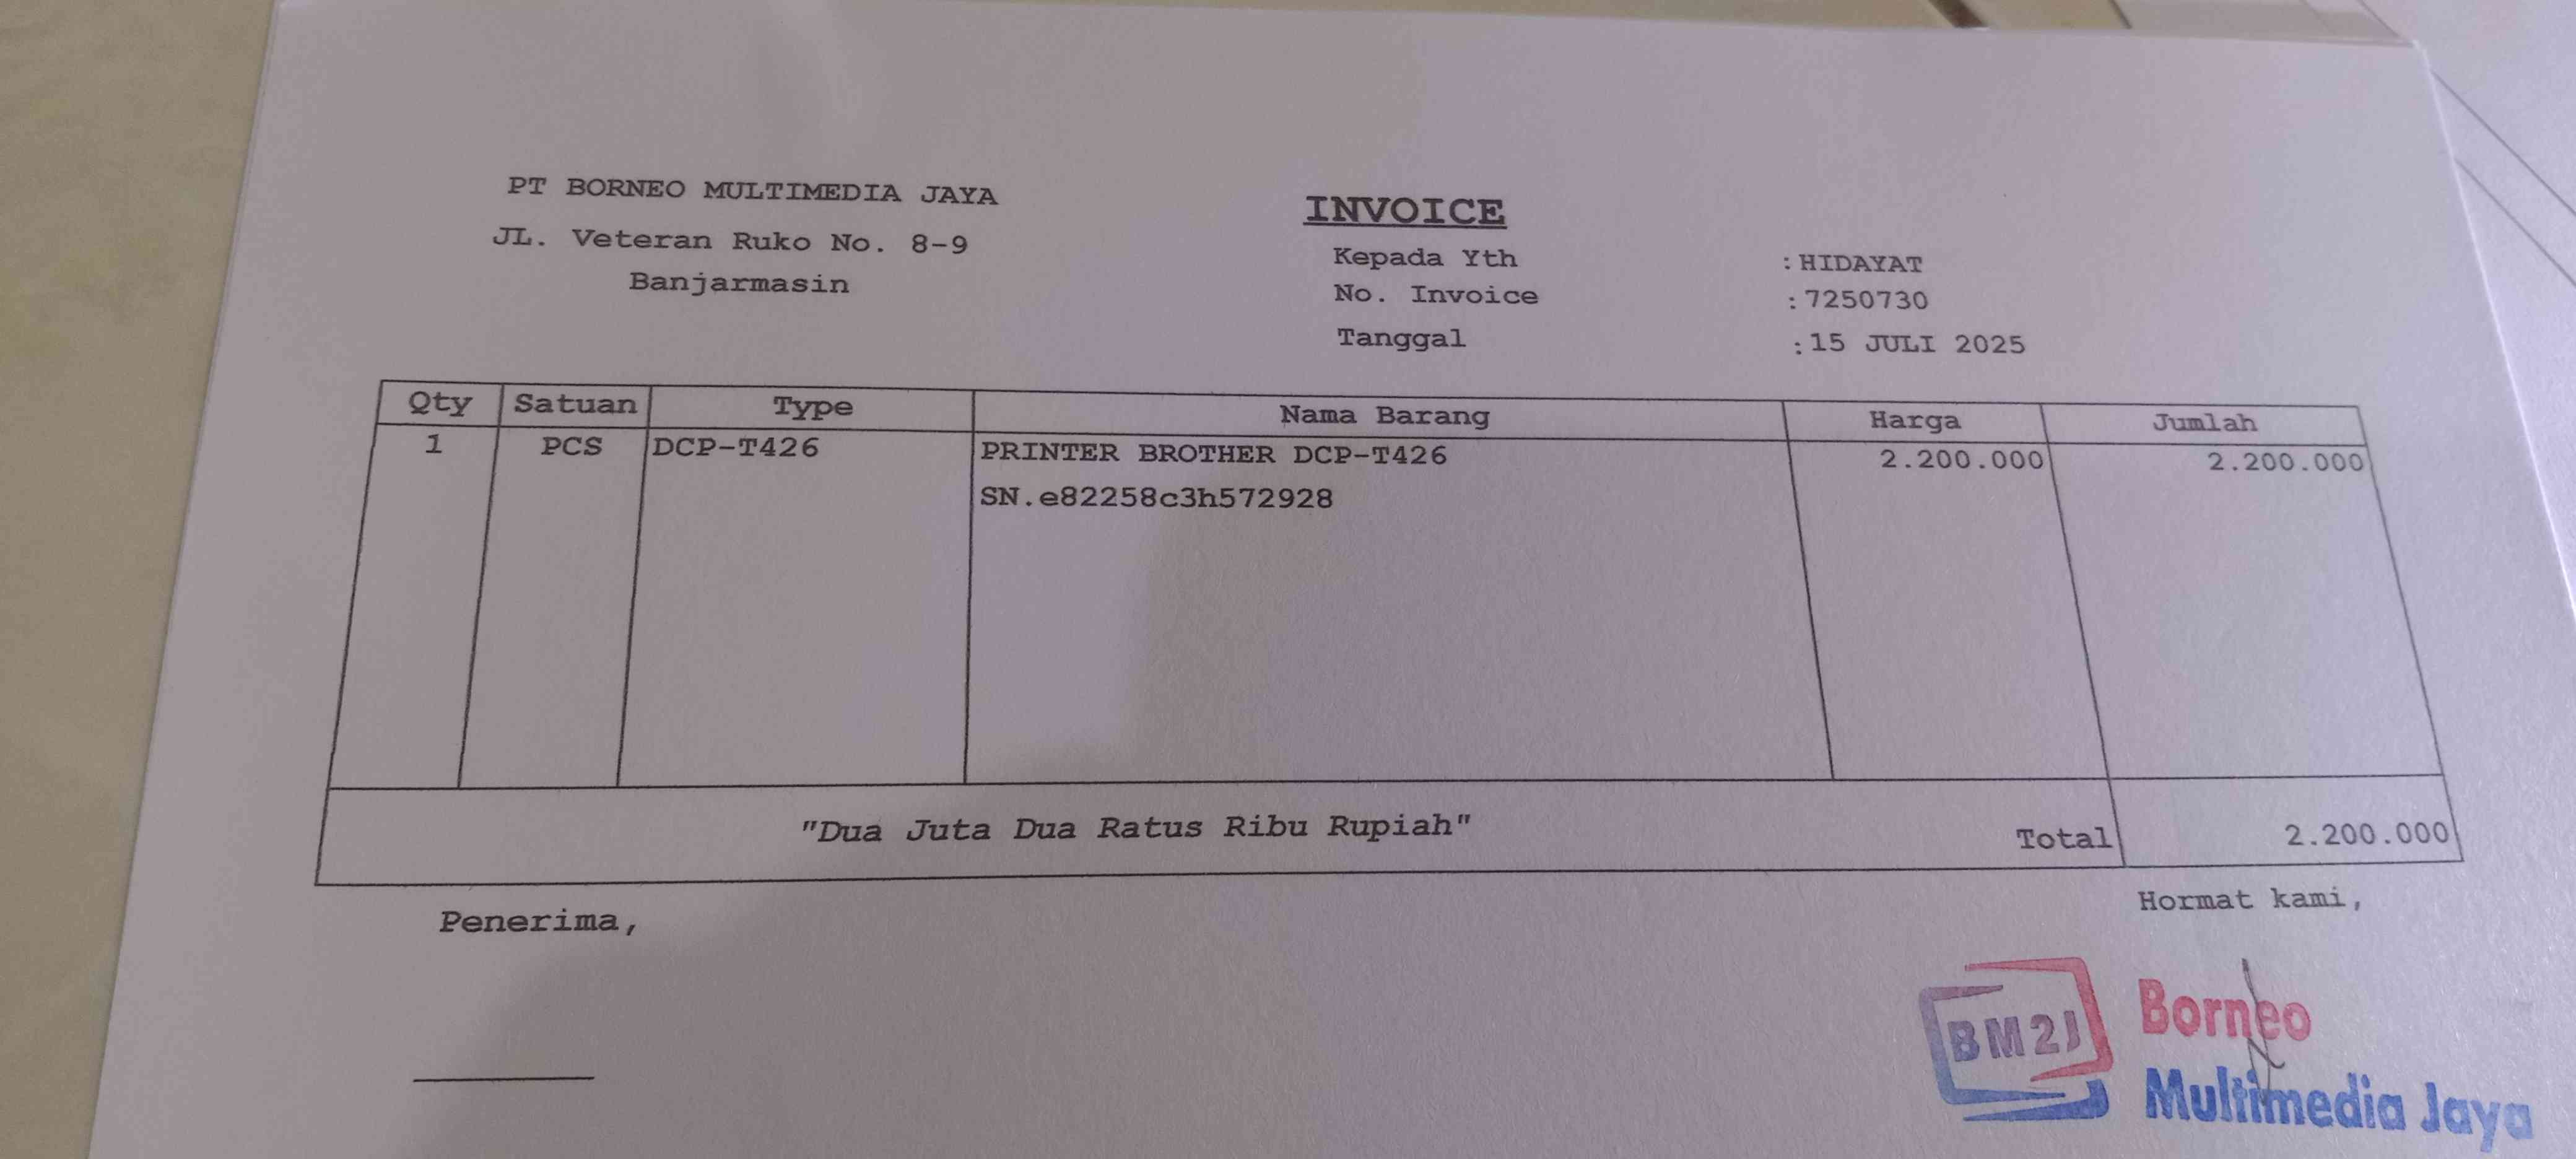 PT BORNEO MULTIMEDIA JAYA
JL. Veteran Ruko No. 8-9
Banjarmasin
INVOICE
Kepada Yth :HIDAYAT
No. Invoice :7250730
Tanggal :15 JULI 2025
Qty Satuan Type Nama Barang Harga Jumlah
1 PCS DCP-T426 PRINTER BROTHER DCP-T426 2.200.000 2.200.000
SN.e82258c3h572928
"Dua Juta Dua Ratus Ribu Rupiah" Total 2.200.000
Penerima, Hormat kami,
BM2J Borneo
Multimedia Jaya